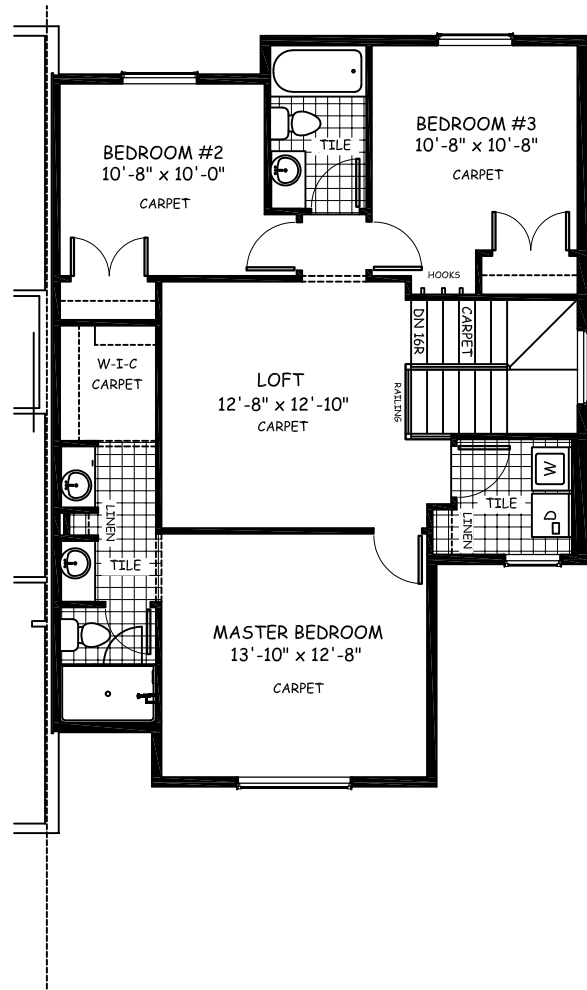 BEDROOM #2
10'-8" x 10'-0"
CARPET
TILE
BEDROOM #3
10'-8" x 10'-8"
CARPET
HOOKS
DN 16R
CARPET
W-I-C
CARPET
LOFT
12'-8" x 12'-10"
CARPET
RAILING
W
TILE
D
LINEN
LINEN
TILE
MASTER BEDROOM
13'-10" x 12'-8"
CARPET